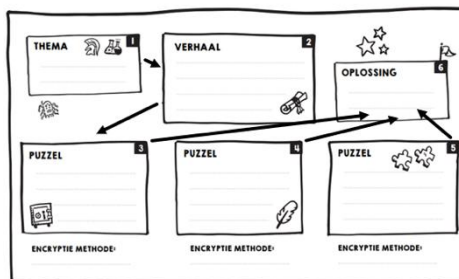 THEMA
1
VERHAAL
2
OPLOSSING
6
PUZZEL
3
PUZZEL
4
PUZZEL
5
ENCRYPTIE METHODE:
ENCRYPTIE METHODE:
ENCRYPTIE METHODE: